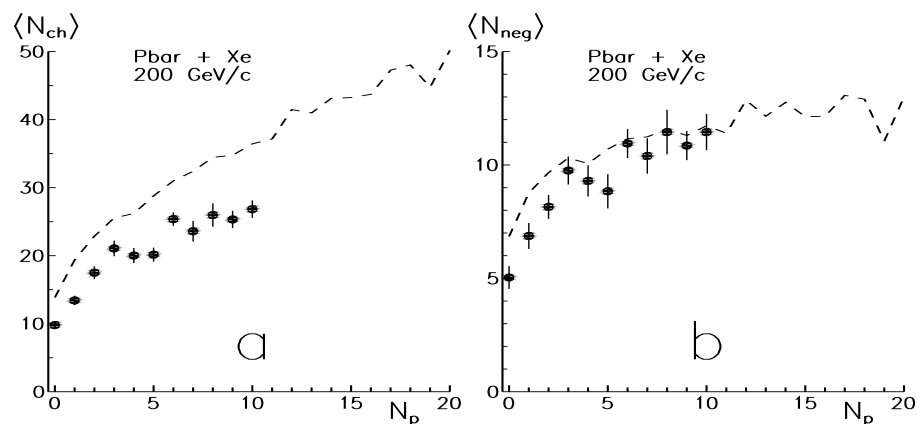 ⟨N_ch⟩
Pbar + Xe
200 GeV/c
50
40
30
20
10
0
0 5 10 15 20
N_p
a
⟨N_neg⟩
Pbar + Xe
200 GeV/c
15
10
5
0
0 5 10 15 20
N_p
b